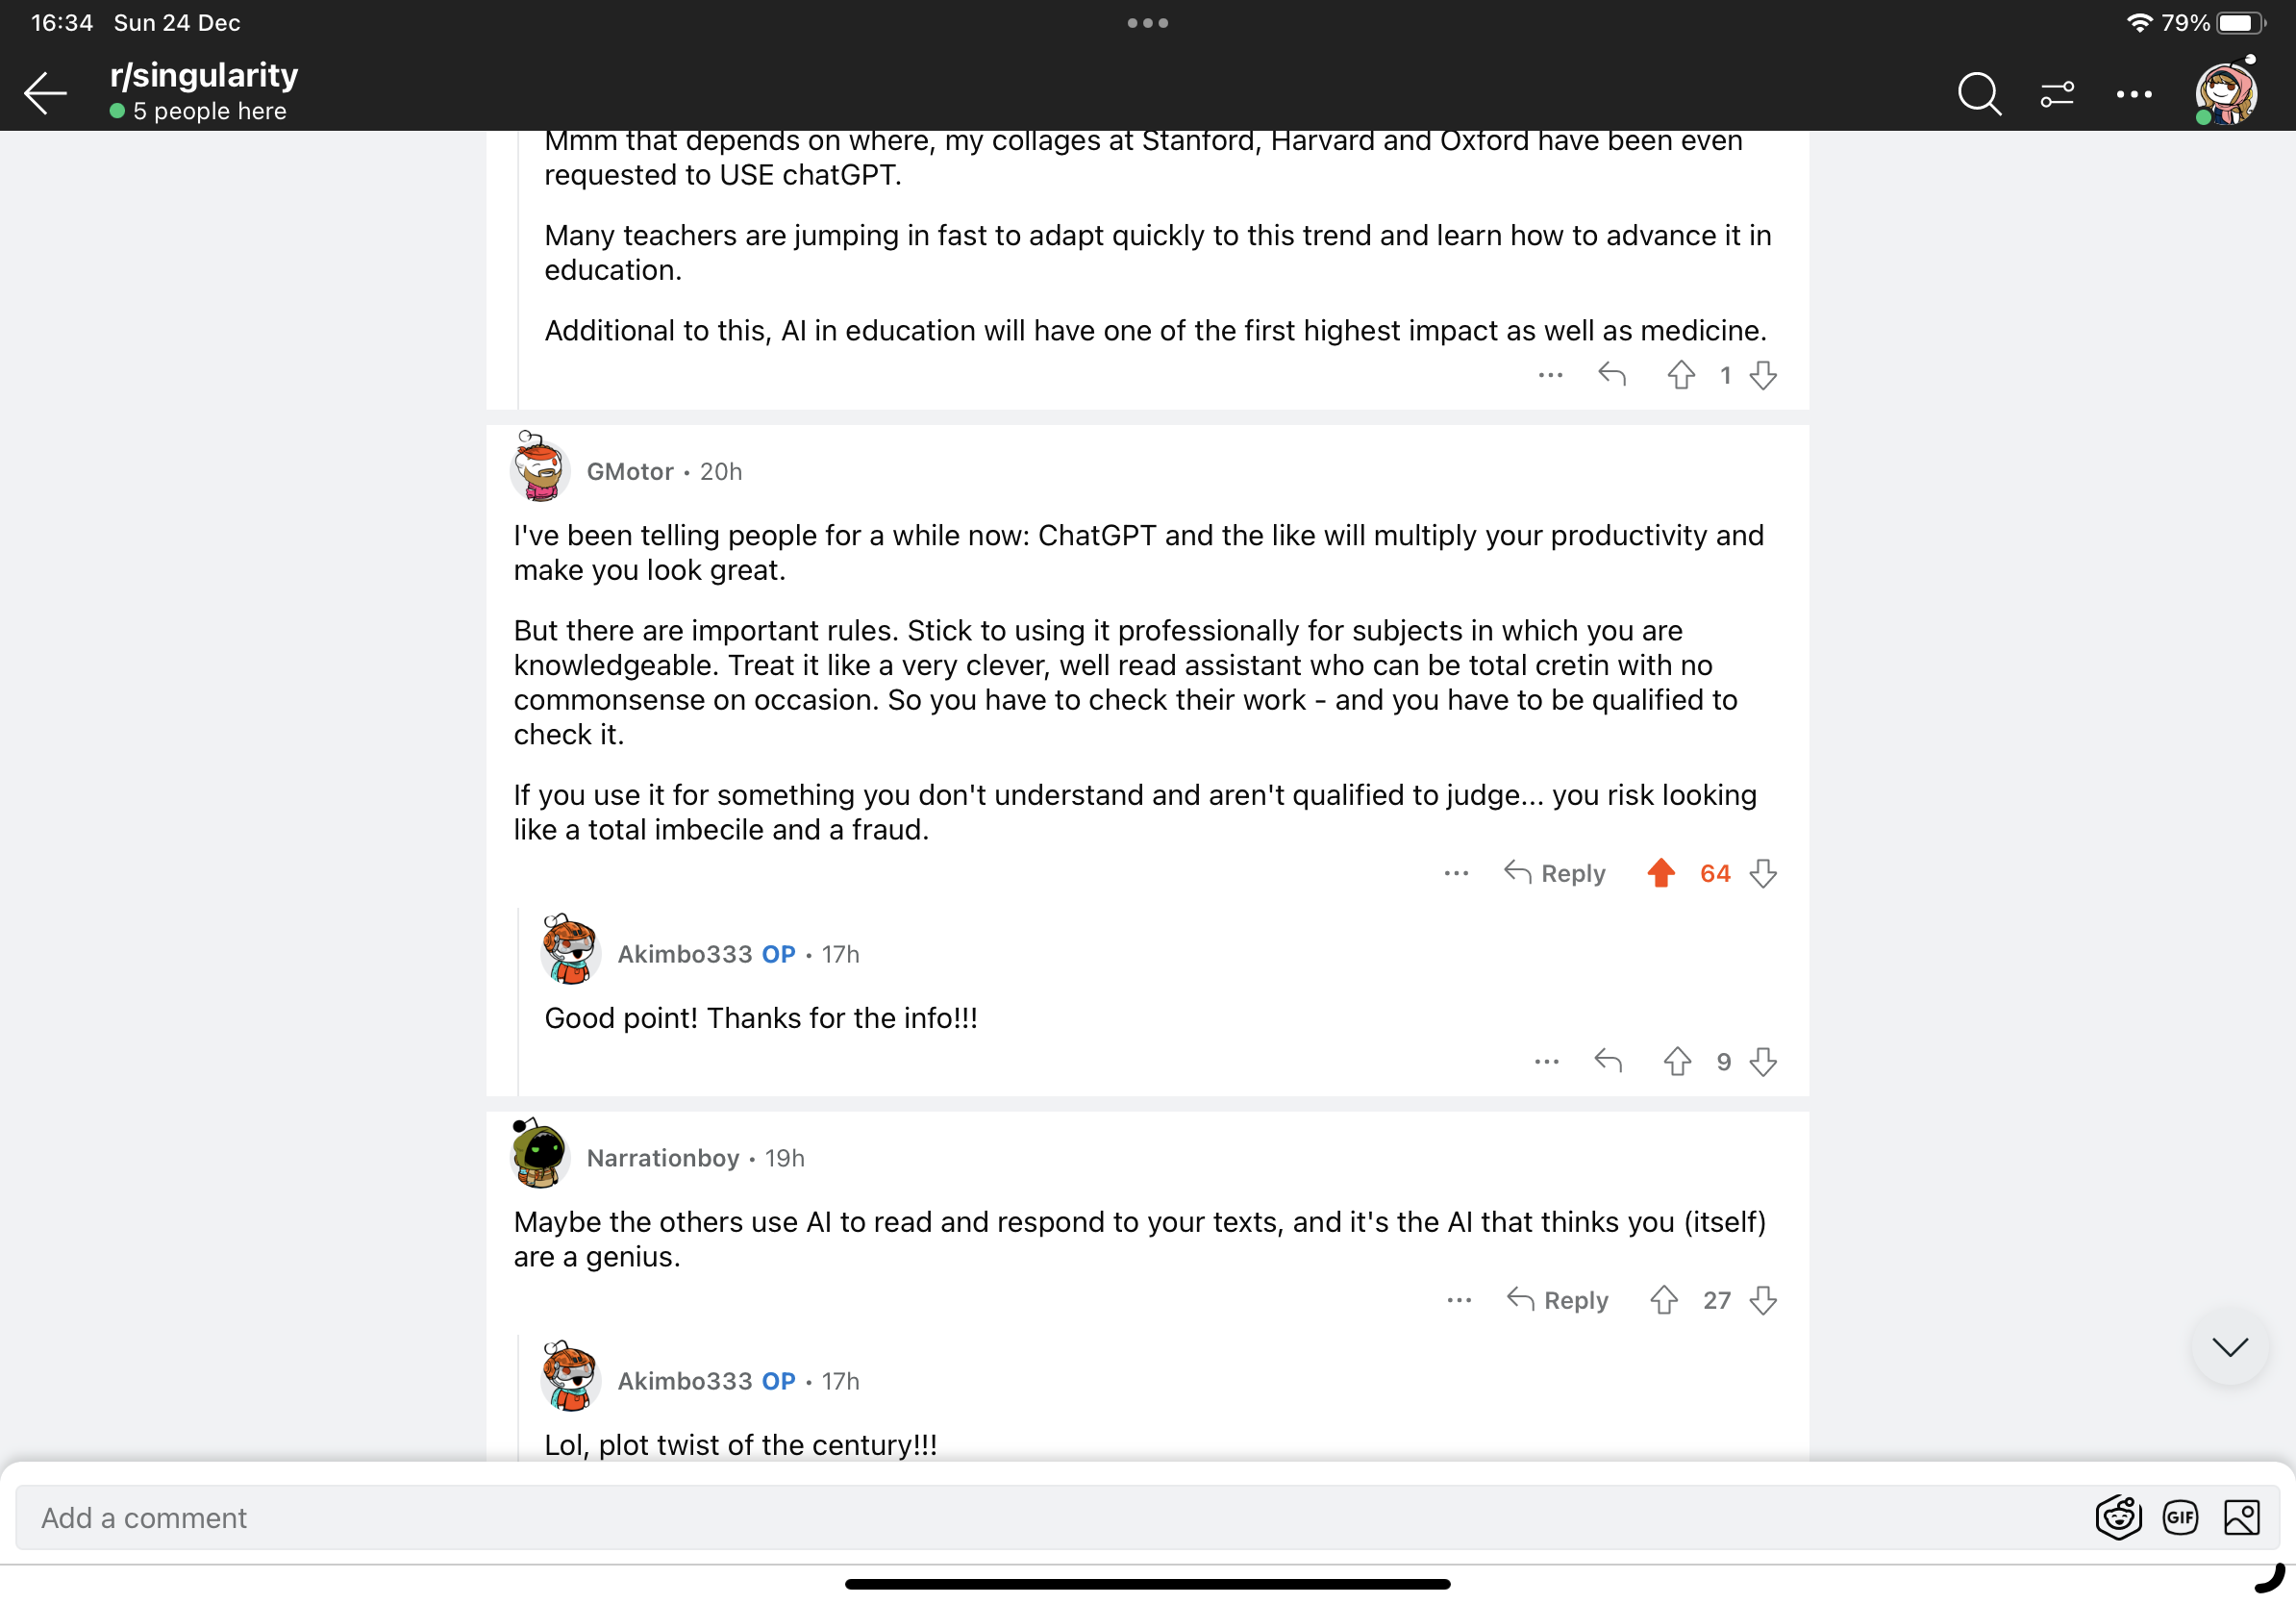 16:34 Sun 24 Dec
79%
r/singularity
5 people here
Mmm that depends on where, my collages at Stanford, Harvard and Oxford have been even
requested to USE chatGPT.
Many teachers are jumping in fast to adapt quickly to this trend and learn how to advance it in
education.
Additional to this, AI in education will have one of the first highest impact as well as medicine.
1
GMotor • 20h
I've been telling people for a while now: ChatGPT and the like will multiply your productivity and
make you look great.
But there are important rules. Stick to using it professionally for subjects in which you are
knowledgeable. Treat it like a very clever, well read assistant who can be total cretin with no
commonsense on occasion. So you have to check their work - and you have to be qualified to
check it.
If you use it for something you don't understand and aren't qualified to judge... you risk looking
like a total imbecile and a fraud.
Reply 64
Akimbo333 OP • 17h
Good point! Thanks for the info!!!
9
Narrationboy • 19h
Maybe the others use AI to read and respond to your texts, and it's the AI that thinks you (itself)
are a genius.
Reply 27
Akimbo333 OP • 17h
Lol, plot twist of the century!!!
Add a comment
GIF